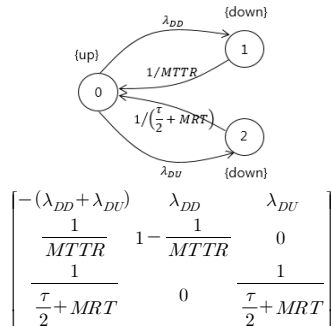 λ_DD
{down}
1
{up}
1/MTTR
0
1/(τ/2 + MRT)
2
λ_DU
{down}
−(λ_DD + λ_DU) λ_DD λ_DU
1/MTTR 1 − 1/MTTR 0
1/(τ/2 + MRT) 0 1/(τ/2 + MRT)